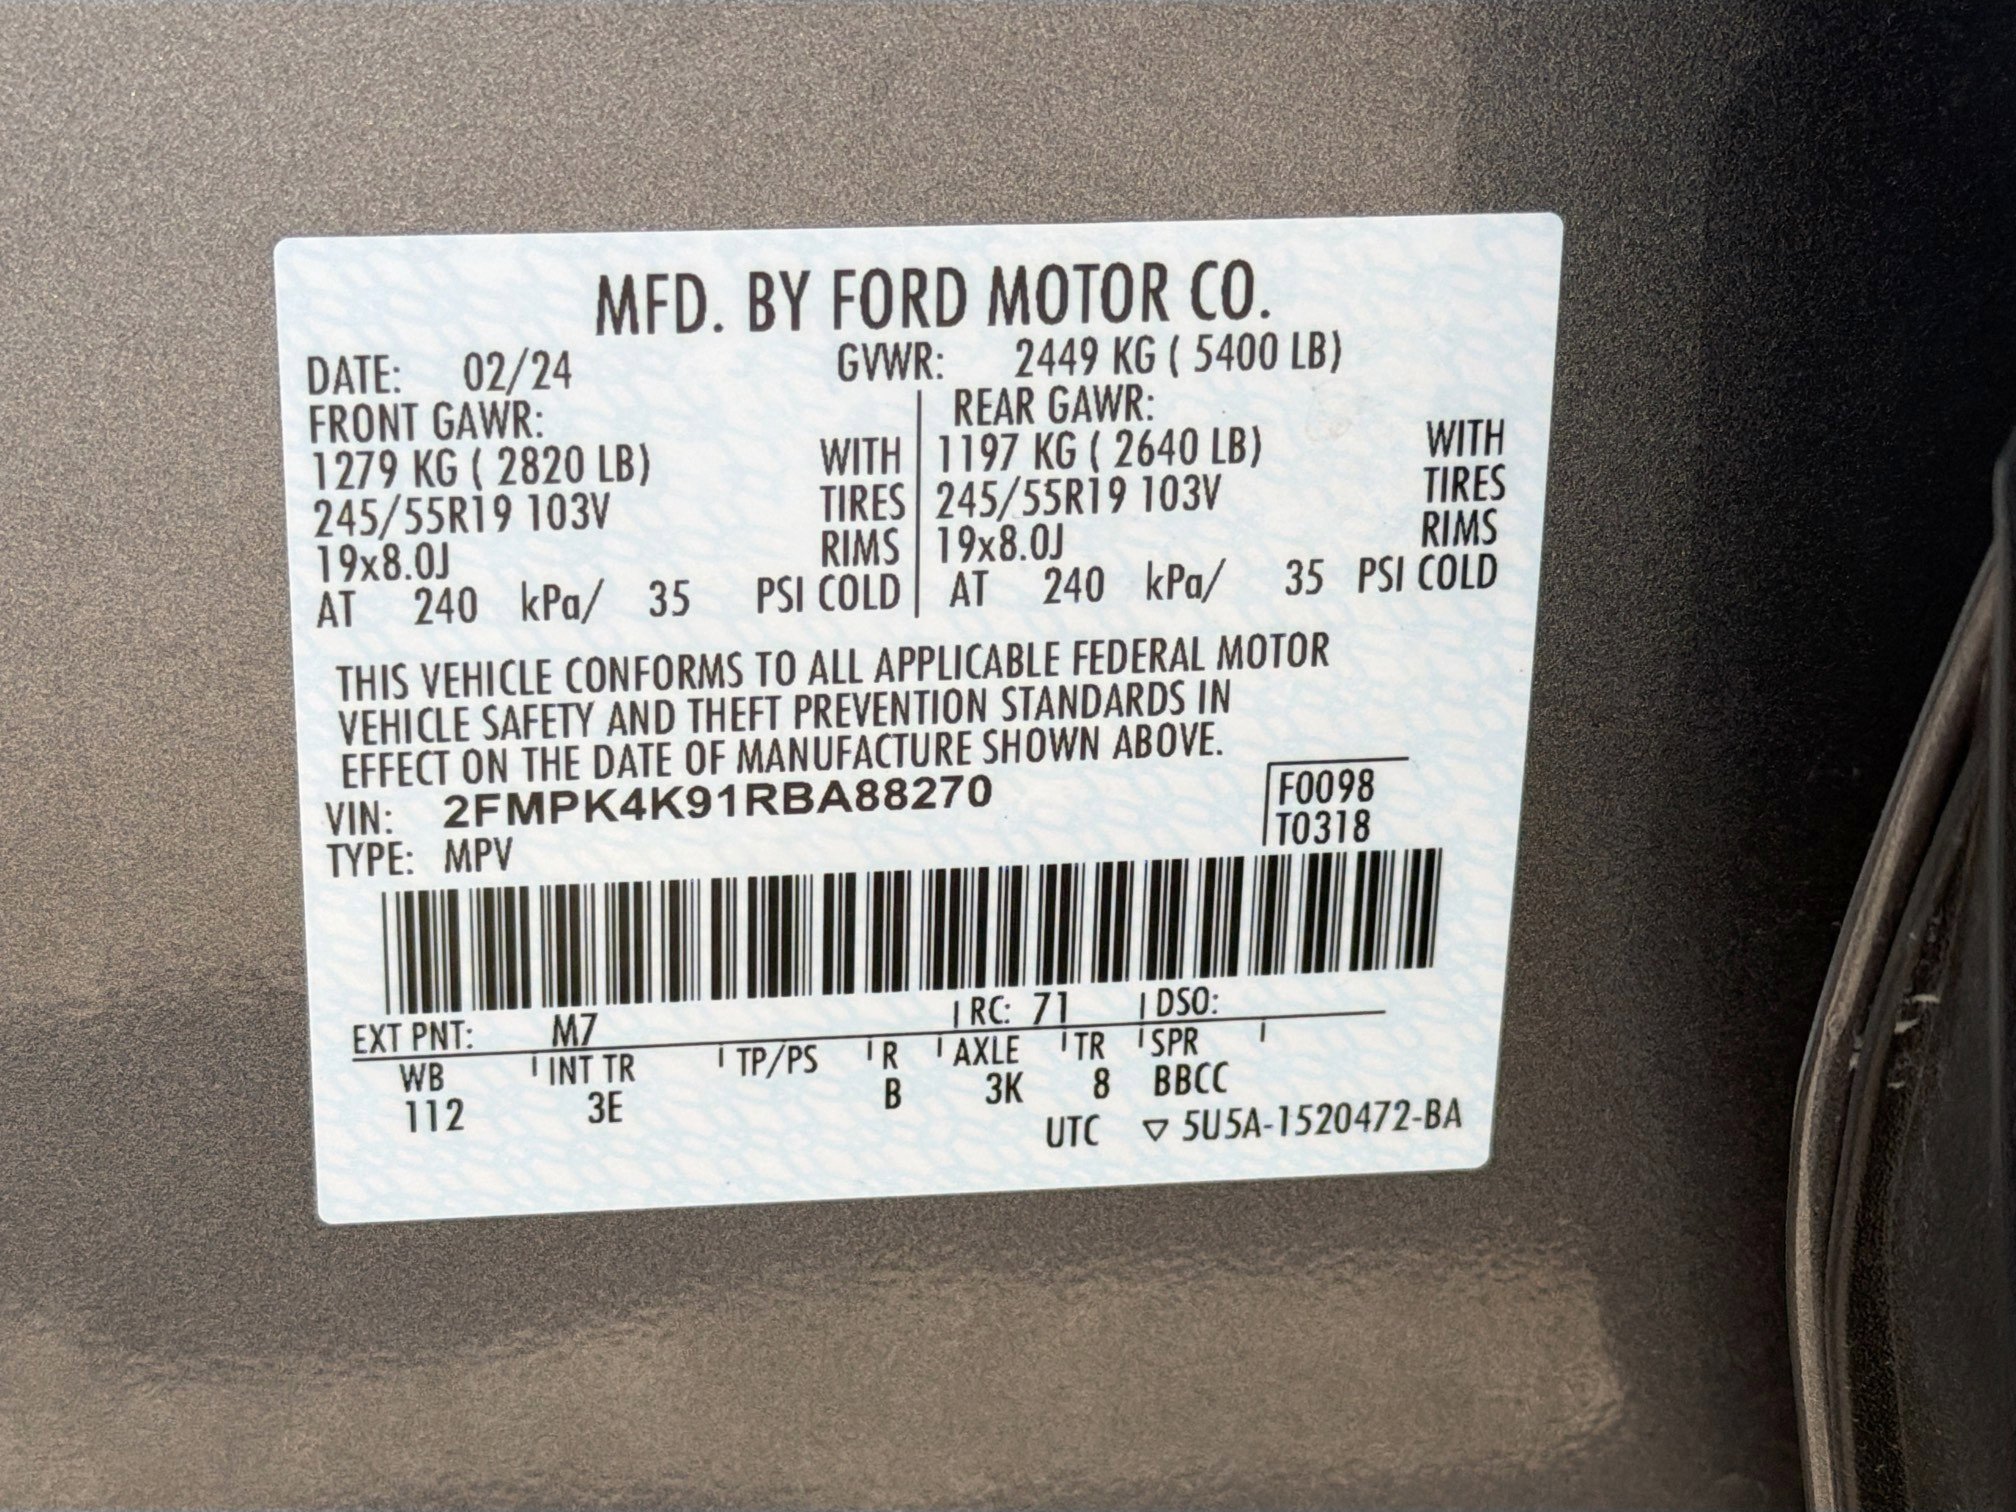 MFD. BY FORD MOTOR CO.
DATE: 02/24 GVWR: 2449 KG ( 5400 LB)
FRONT GAWR: REAR GAWR:
1279 KG ( 2820 LB) WITH 1197 KG ( 2640 LB) WITH
245/55R19 103V TIRES 245/55R19 103V TIRES
19x8.0J RIMS 19x8.0J RIMS
AT 240 kPa/ 35 PSI COLD AT 240 kPa/ 35 PSI COLD
THIS VEHICLE CONFORMS TO ALL APPLICABLE FEDERAL MOTOR
VEHICLE SAFETY AND THEFT PREVENTION STANDARDS IN
EFFECT ON THE DATE OF MANUFACTURE SHOWN ABOVE.
VIN: 2FMPK4K91RBA88270 F0098
TYPE: MPV T0318
EXT PNT: M7 RC: 71 DSO:
WB INT TR TP/PS R AXLE TR SPR
112 3E B 3K 8 BBCC
UTC ▽ 5U5A-1520472-BA